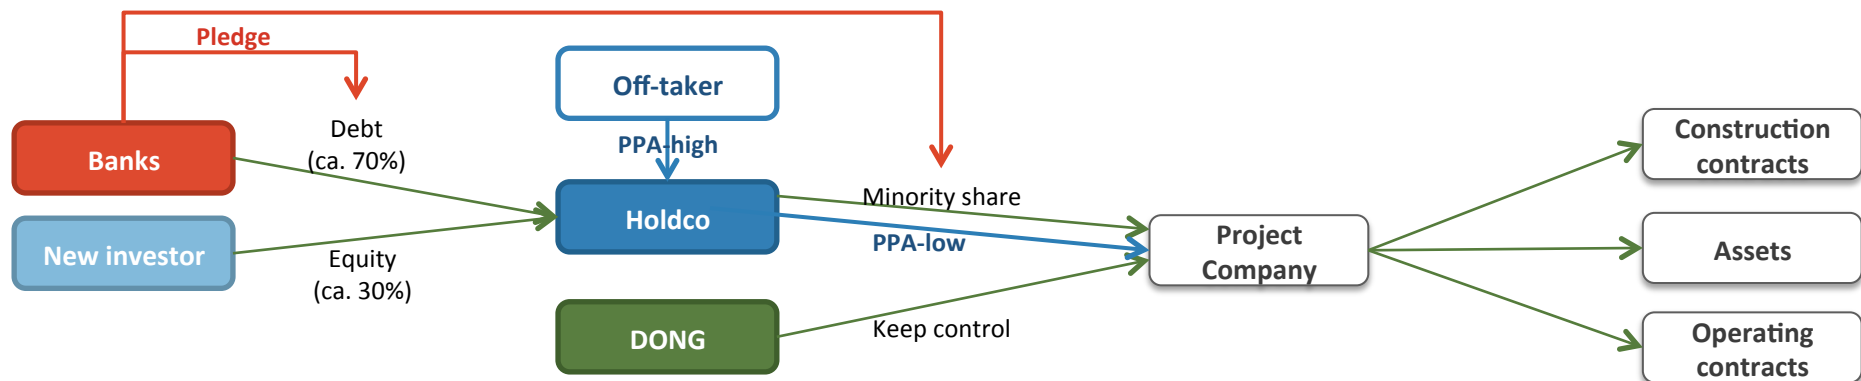 Pledge
Off-taker
Debt
(ca. 70%)
Banks
PPA-high
Construction
contracts
Minority share
Holdco
PPA-low
New investor
Equity
(ca. 30%)
Project
Company
Assets
DONG
Keep control
Operating
contracts